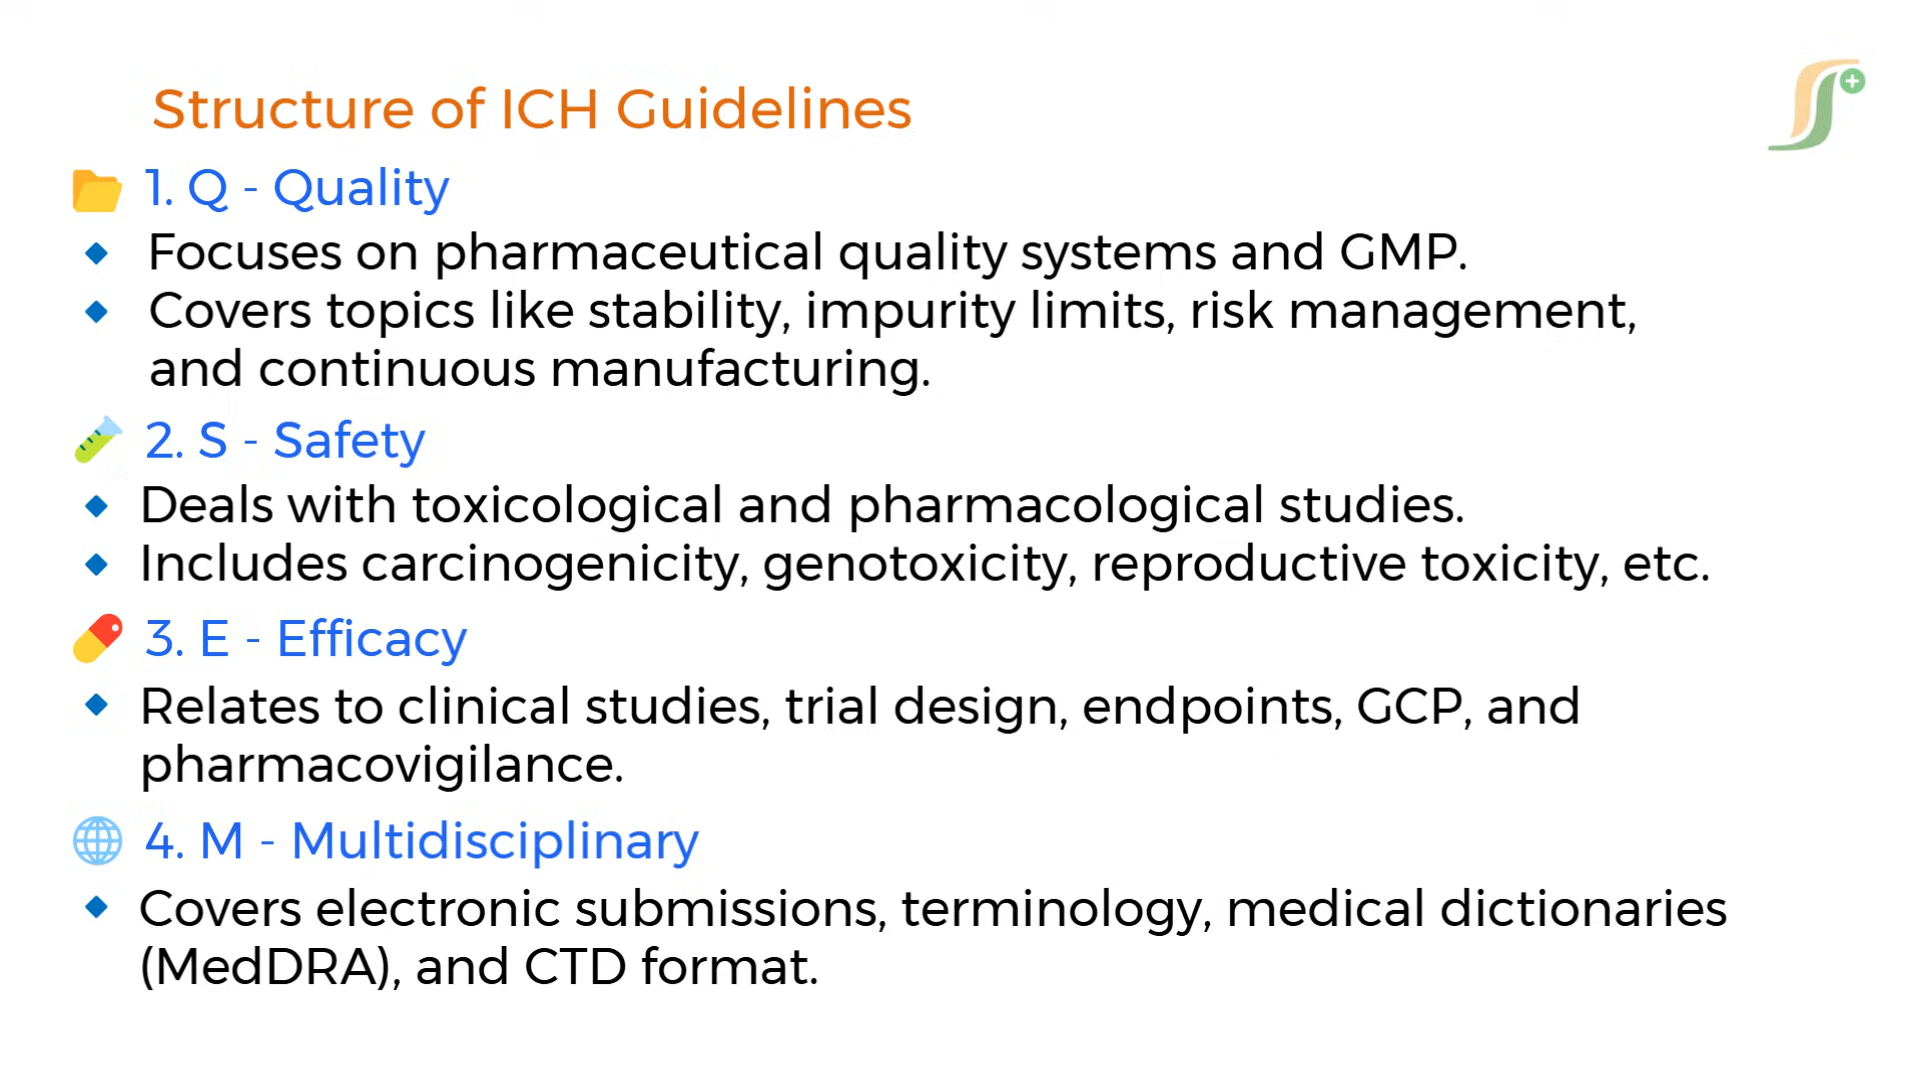 Structure of ICH Guidelines
1. Q - Quality
Focuses on pharmaceutical quality systems and GMP.
Covers topics like stability, impurity limits, risk management,
and continuous manufacturing.
2. S - Safety
Deals with toxicological and pharmacological studies.
Includes carcinogenicity, genotoxicity, reproductive toxicity, etc.
3. E - Efficacy
Relates to clinical studies, trial design, endpoints, GCP, and
pharmacovigilance.
4. M - Multidisciplinary
Covers electronic submissions, terminology, medical dictionaries
(MedDRA), and CTD format.